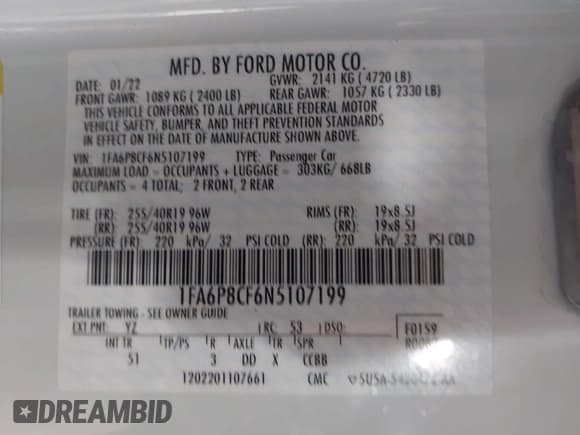 MFD. BY FORD MOTOR CO.
DATE: 01/22 GVWR: 2141 KG ( 4720 LB)
FRONT GAWR: 1089 KG ( 2400 LB) REAR GAWR: 1057 KG ( 2330 LB)
THIS VEHICLE CONFORMS TO ALL APPLICABLE FEDERAL MOTOR
VEHICLE SAFETY, BUMPER, AND THEFT PREVENTION STANDARDS
IN EFFECT ON THE DATE OF MANUFACTURE SHOWN ABOVE.
VIN: 1FA6P8CF6N5107199 TYPE: Passenger Car
MAXIMUM LOAD = OCCUPANTS + LUGGAGE = 303KG/ 668LB
OCCUPANTS = 4 TOTAL; 2 FRONT, 2 REAR
TIRE (FR): 255/40R19 96W RIMS (FR): 19x8.5J
(RR): 255/40R19 96W (RR): 19x8.5J
PRESSURE (FR): 220 kPa/ 32 PSI COLD (RR): 220 kPa/ 32 PSI COLD
1FA6P8CF6N5107199
TRAILER TOWING - SEE OWNER GUIDE
EXT PNT: YZ RC: 53 DSO: F0159
INT TR TP/PS R AXLE TR SPR
51 3 DD X CCBB
1202201107661 CMC
DREAMBID